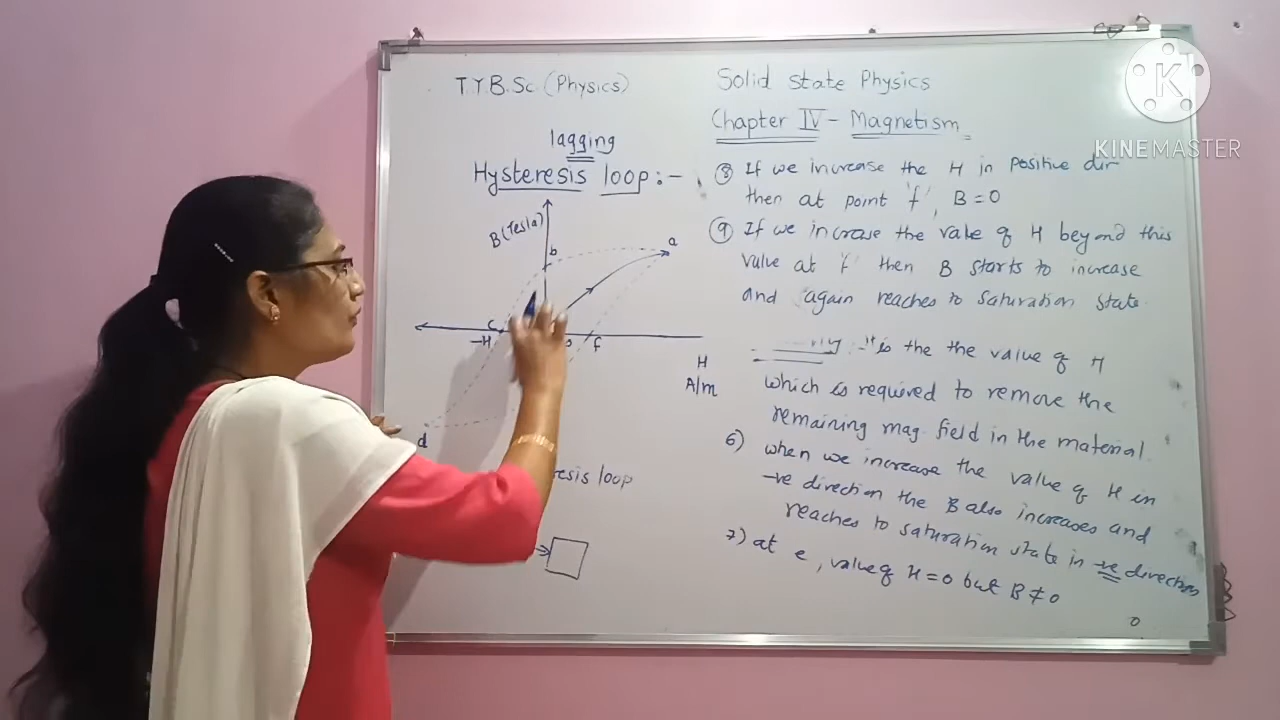 T.Y.B.Sc. (Physics)
lagging
Hysteresis loop :-
B(Tesla)
b
a
c
-H
f
H
A/m
d
esis loop
Solid State Physics
Chapter IV - Magnetism
⑧ If we increase the H in positive dir
then at point 'f', B = 0
⑨ If we increase the value of H beyond this
value at 'f' then B starts to increase
and again reaches to saturation state.
is the the value of H
which is required to remove the
remaining mag. field in the material.
6) when we increase the value of H in
-ve direction the B also increases and
reaches to saturation state in -ve direction
7) at e, value of H = 0 but B ≠ 0
K
KINEMASTER